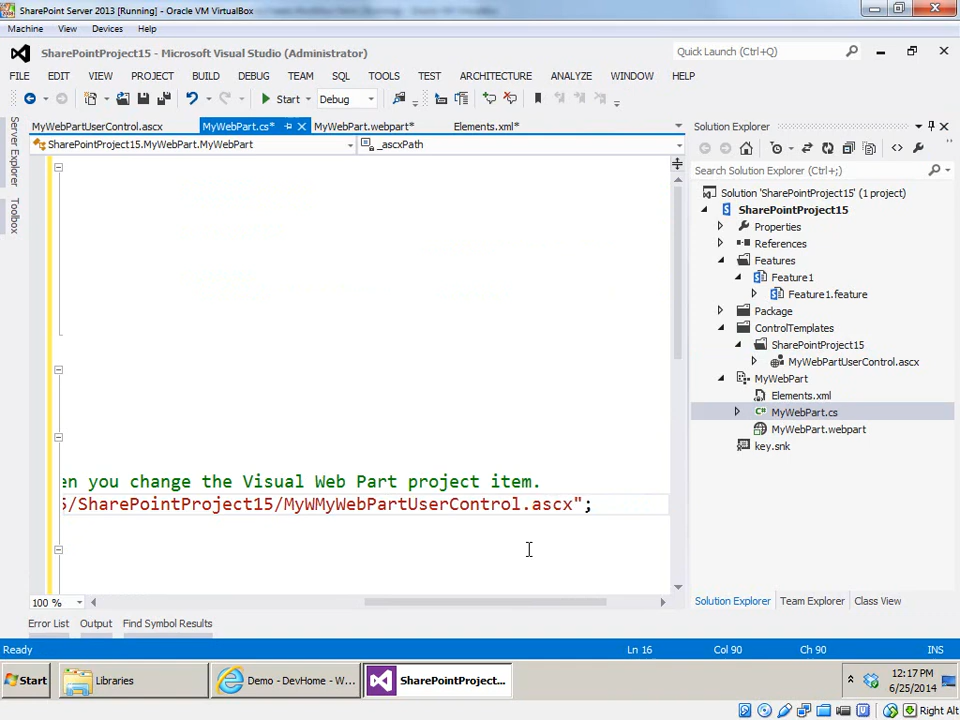 SharePoint Server 2013 [Running] - Oracle VM VirtualBox
Machine View Devices Help
SharePointProject15 - Microsoft Visual Studio (Administrator)
Quick Launch (Ctrl+Q)
FILE EDIT VIEW PROJECT BUILD DEBUG TEAM SQL TOOLS TEST ARCHITECTURE ANALYZE WINDOW HELP
Start Debug
MyWebPartUserControl.ascx MyWebPart.cs* MyWebPart.webpart* Elements.xml*
SharePointProject15.MyWebPart.MyWebPart _ascxPath
Server Explorer
Toolbox
en you change the Visual Web Part project item.
5/SharePointProject15/MyWMyWebPartUserControl.ascx";
100 %
Solution Explorer
Search Solution Explorer (Ctrl+;)
Solution 'SharePointProject15' (1 project)
SharePointProject15
Properties
References
Features
Feature1
Feature1.feature
Package
ControlTemplates
SharePointProject15
MyWebPartUserControl.ascx
MyWebPart
Elements.xml
C# MyWebPart.cs
MyWebPart.webpart
key.snk
Solution Explorer Team Explorer Class View
Error List Output Find Symbol Results
Ready Ln 16 Col 90 Ch 90 INS
Start Libraries Demo - DevHome - W... SharePointProject...
12:17 PM
6/25/2014
Right Alt